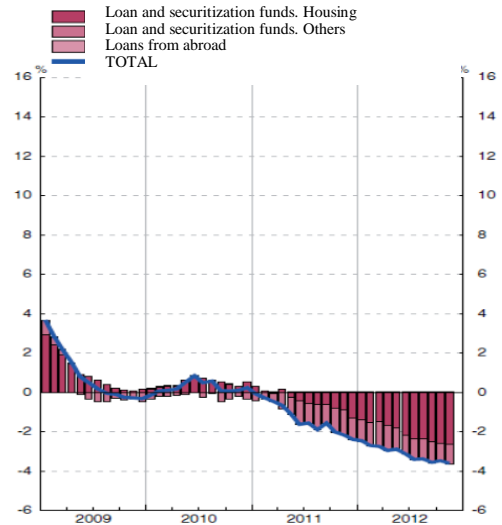 Loan and securitization funds. Housing
Loan and securitization funds. Others
Loans from abroad
TOTAL
% %
16 16
14 14
12 12
10 10
8 8
6 6
4 4
2 2
0 0
-2 -2
-4 -4
-6 -6
2009 2010 2011 2012